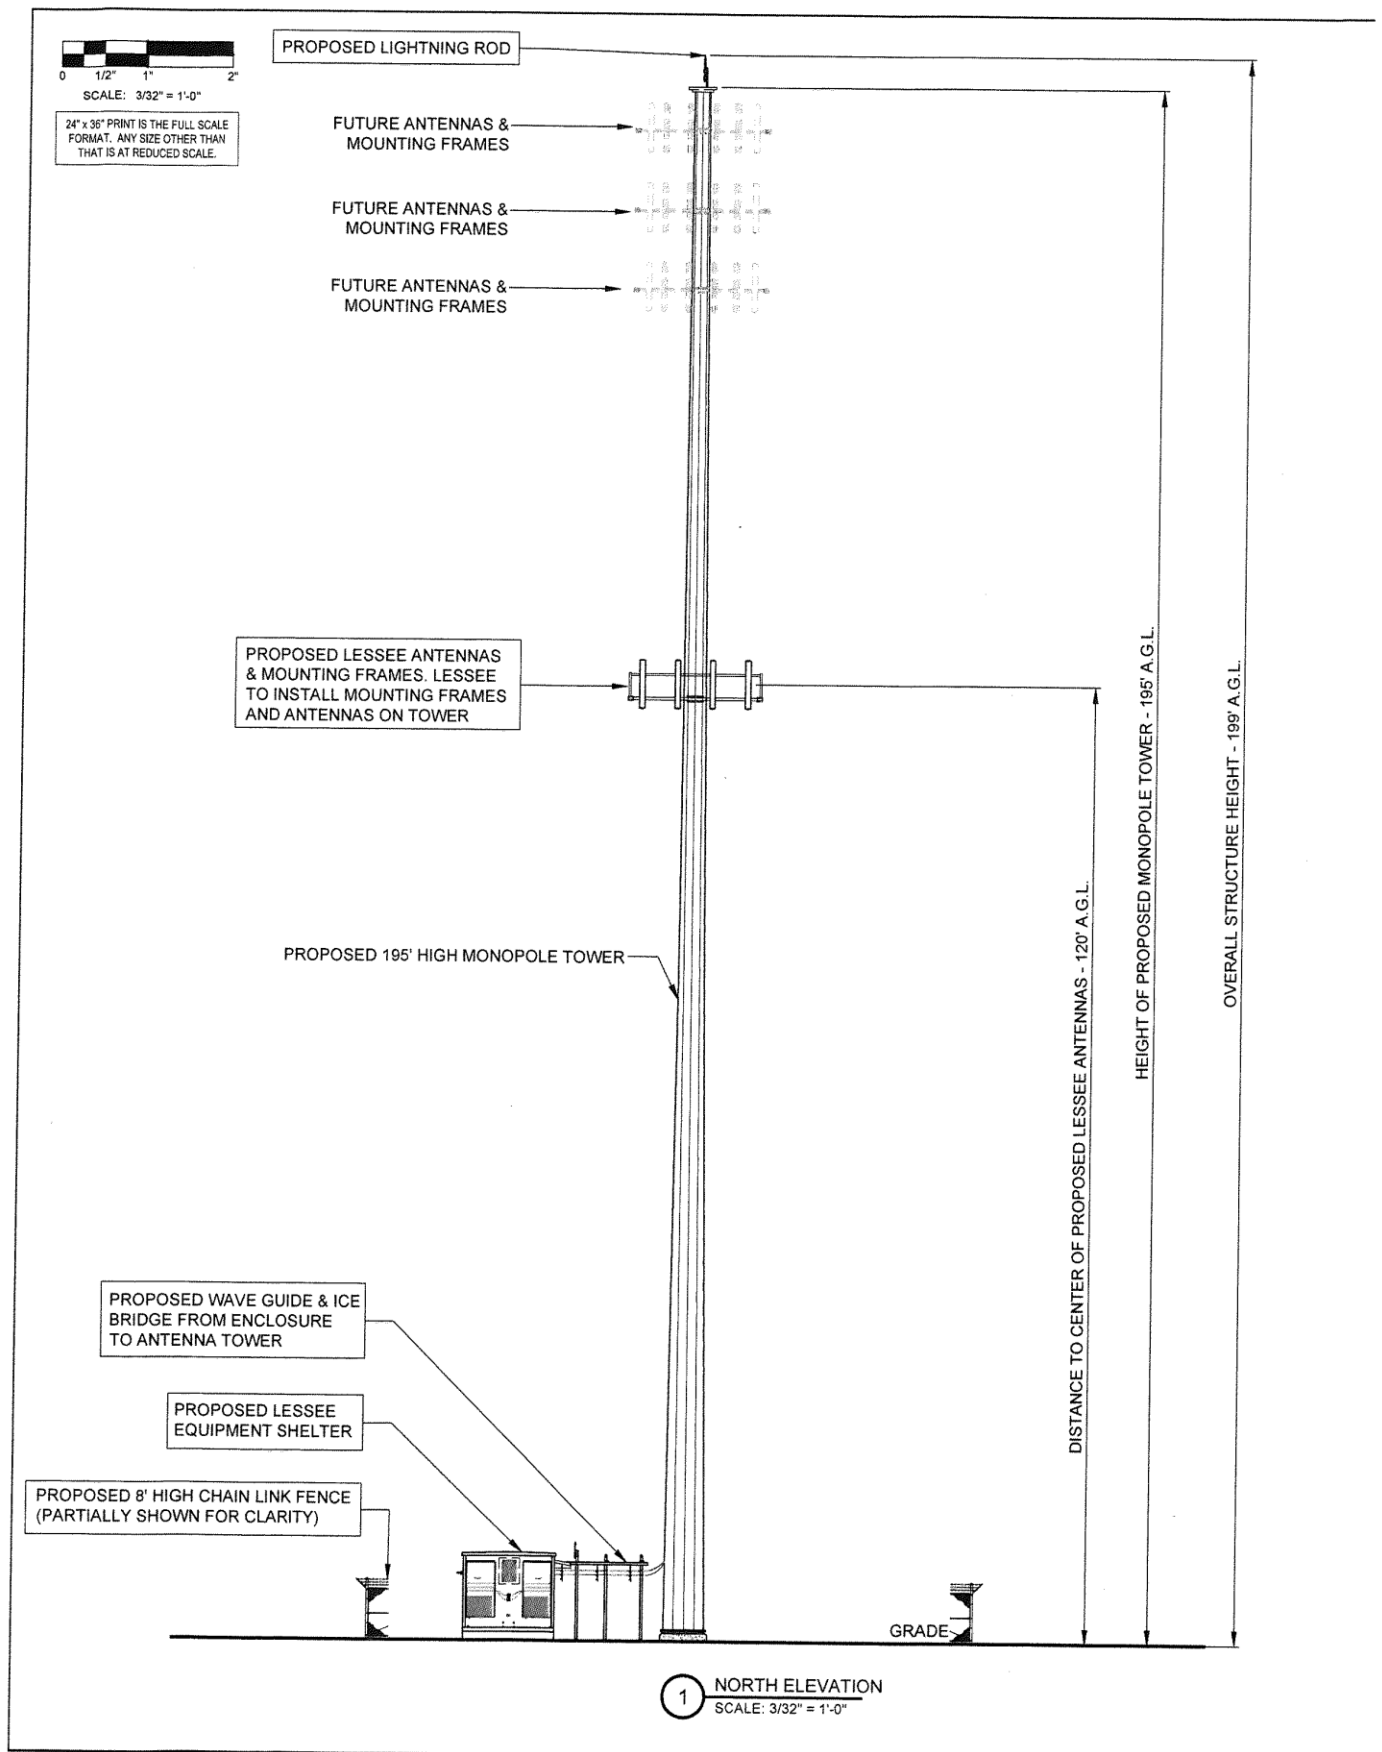 PROPOSED LIGHTNING ROD
0 1/2" 1" 2"
SCALE: 3/32" = 1'-0"
24" x 36" PRINT IS THE FULL SCALE
FORMAT. ANY SIZE OTHER THAN
THAT IS AT REDUCED SCALE.
FUTURE ANTENNAS &
MOUNTING FRAMES
FUTURE ANTENNAS &
MOUNTING FRAMES
FUTURE ANTENNAS &
MOUNTING FRAMES
PROPOSED LESSEE ANTENNAS
& MOUNTING FRAMES. LESSEE
TO INSTALL MOUNTING FRAMES
AND ANTENNAS ON TOWER
PROPOSED 195' HIGH MONOPOLE TOWER
DISTANCE TO CENTER OF PROPOSED LESSEE ANTENNAS - 120' A.G.L.
HEIGHT OF PROPOSED MONOPOLE TOWER - 195' A.G.L.
OVERALL STRUCTURE HEIGHT - 199' A.G.L.
PROPOSED WAVE GUIDE & ICE
BRIDGE FROM ENCLOSURE
TO ANTENNA TOWER
PROPOSED LESSEE
EQUIPMENT SHELTER
PROPOSED 8' HIGH CHAIN LINK FENCE
(PARTIALLY SHOWN FOR CLARITY)
GRADE
1 NORTH ELEVATION
SCALE: 3/32" = 1'-0"